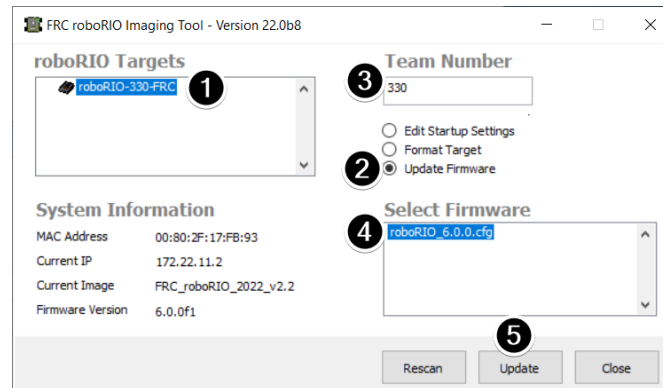 FRC roboRIO Imaging Tool - Version 22.0b8
roboRIO Targets
roboRIO-330-FRC
1
Team Number
3
330
Edit Startup Settings
Format Target
2
Update Firmware
System Information
MAC Address 00:80:2F:17:FB:93
Current IP 172.22.11.2
Current Image FRC_roboRIO_2022_v2.2
Firmware Version 6.0.0f1
Select Firmware
4
roboRIO_6.0.0.cfg
5
Rescan
Update
Close